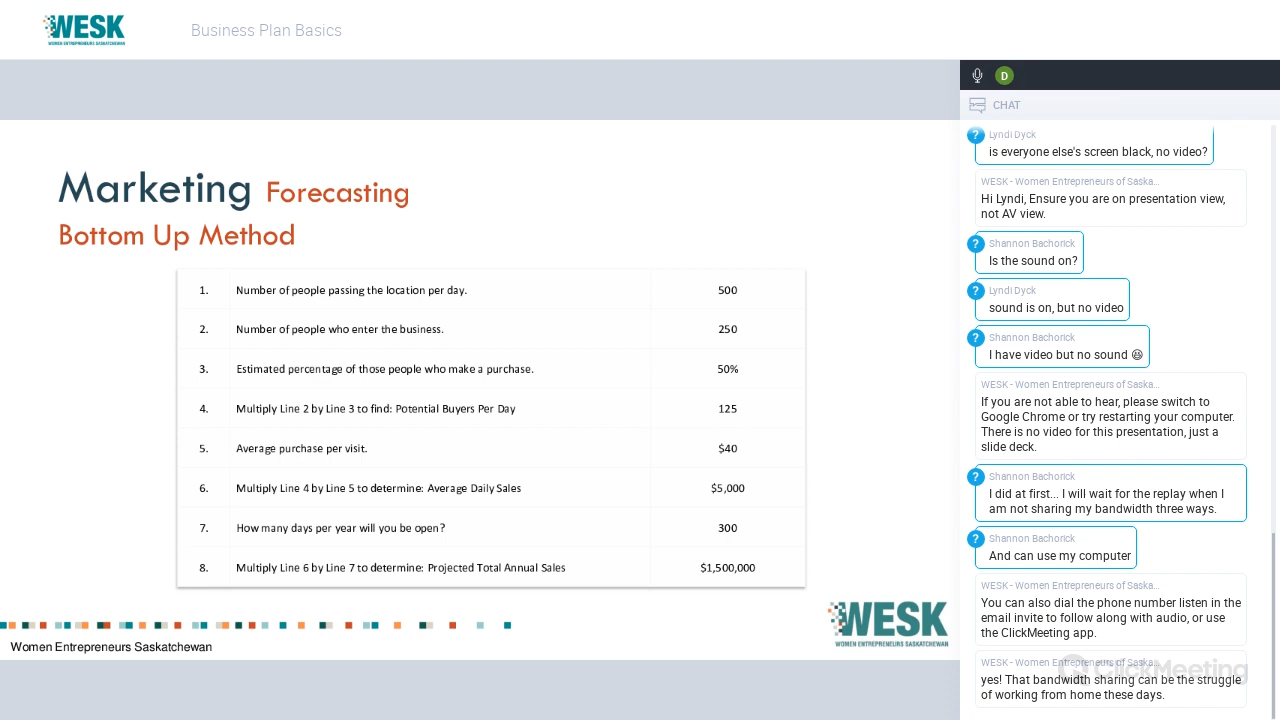 WESK
WOMEN ENTREPRENEURS SASKATCHEWAN
Business Plan Basics
Marketing Forecasting
Bottom Up Method
1. Number of people passing the location per day. 500
2. Number of people who enter the business. 250
3. Estimated percentage of those people who make a purchase. 50%
4. Multiply Line 2 by Line 3 to find: Potential Buyers Per Day 125
5. Average purchase per visit. $40
6. Multiply Line 4 by Line 5 to determine: Average Daily Sales $5,000
7. How many days per year will you be open? 300
8. Multiply Line 6 by Line 7 to determine: Projected Total Annual Sales $1,500,000
WESK
WOMEN ENTREPRENEURS SASKATCHEWAN
Women Entrepreneurs Saskatchewan
D
CHAT
? Lyndi Dyck
is everyone else's screen black, no video?
WESK - Women Entrepreneurs of Saska...
Hi Lyndi, Ensure you are on presentation view,
not AV view.
? Shannon Bachorick
Is the sound on?
? Lyndi Dyck
sound is on, but no video
? Shannon Bachorick
I have video but no sound 😆
WESK - Women Entrepreneurs of Saska...
If you are not able to hear, please switch to
Google Chrome or try restarting your computer.
There is no video for this presentation, just a
slide deck.
? Shannon Bachorick
I did at first... I will wait for the replay when I
am not sharing my bandwidth three ways.
? Shannon Bachorick
And can use my computer
WESK - Women Entrepreneurs of Saska...
You can also dial the phone number listen in the
email invite to follow along with audio, or use
the ClickMeeting app.
WESK - Women Entrepreneurs of Saska...
ClickMeeting
yes! That bandwidth sharing can be the struggle
of working from home these days.